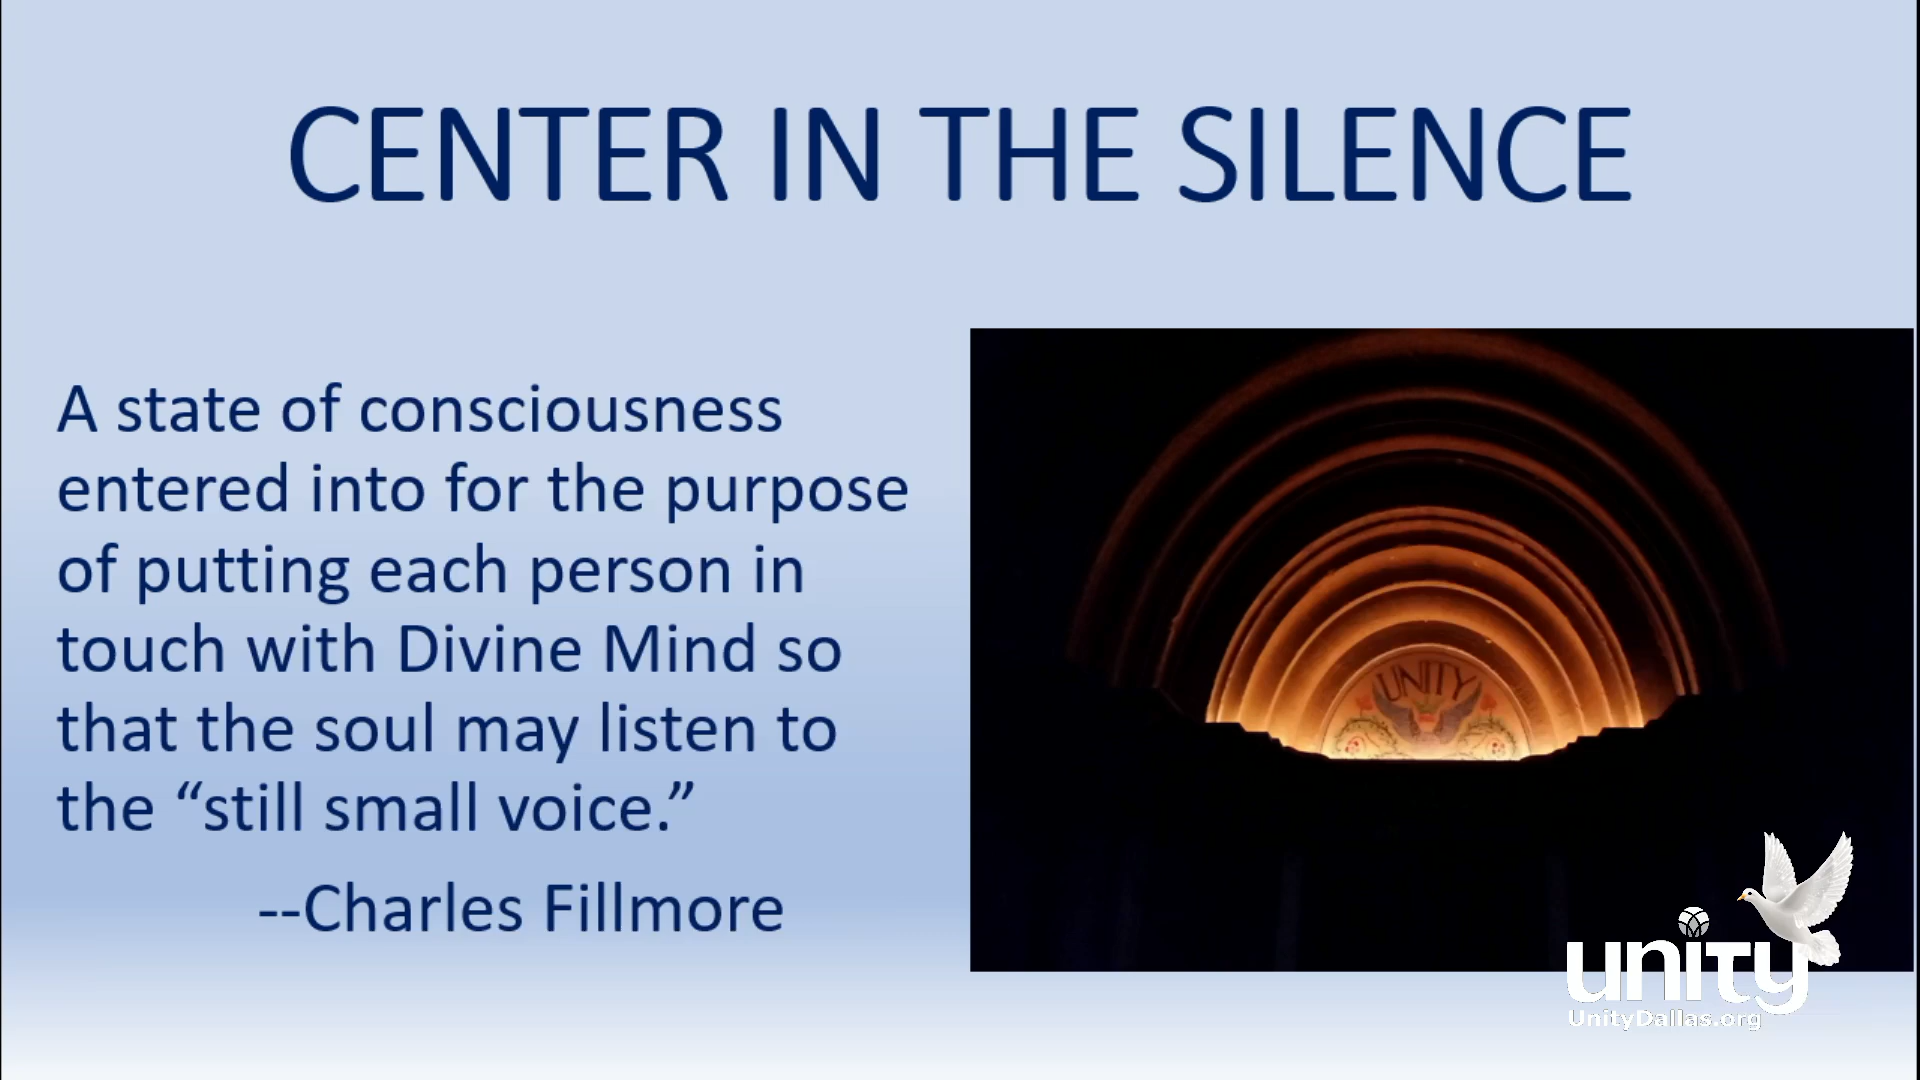 CENTER IN THE SILENCE
A state of consciousness
entered into for the purpose
of putting each person in
touch with Divine Mind so
that the soul may listen to
the “still small voice.”
--Charles Fillmore
UNITY
unity
UnityDallas.org